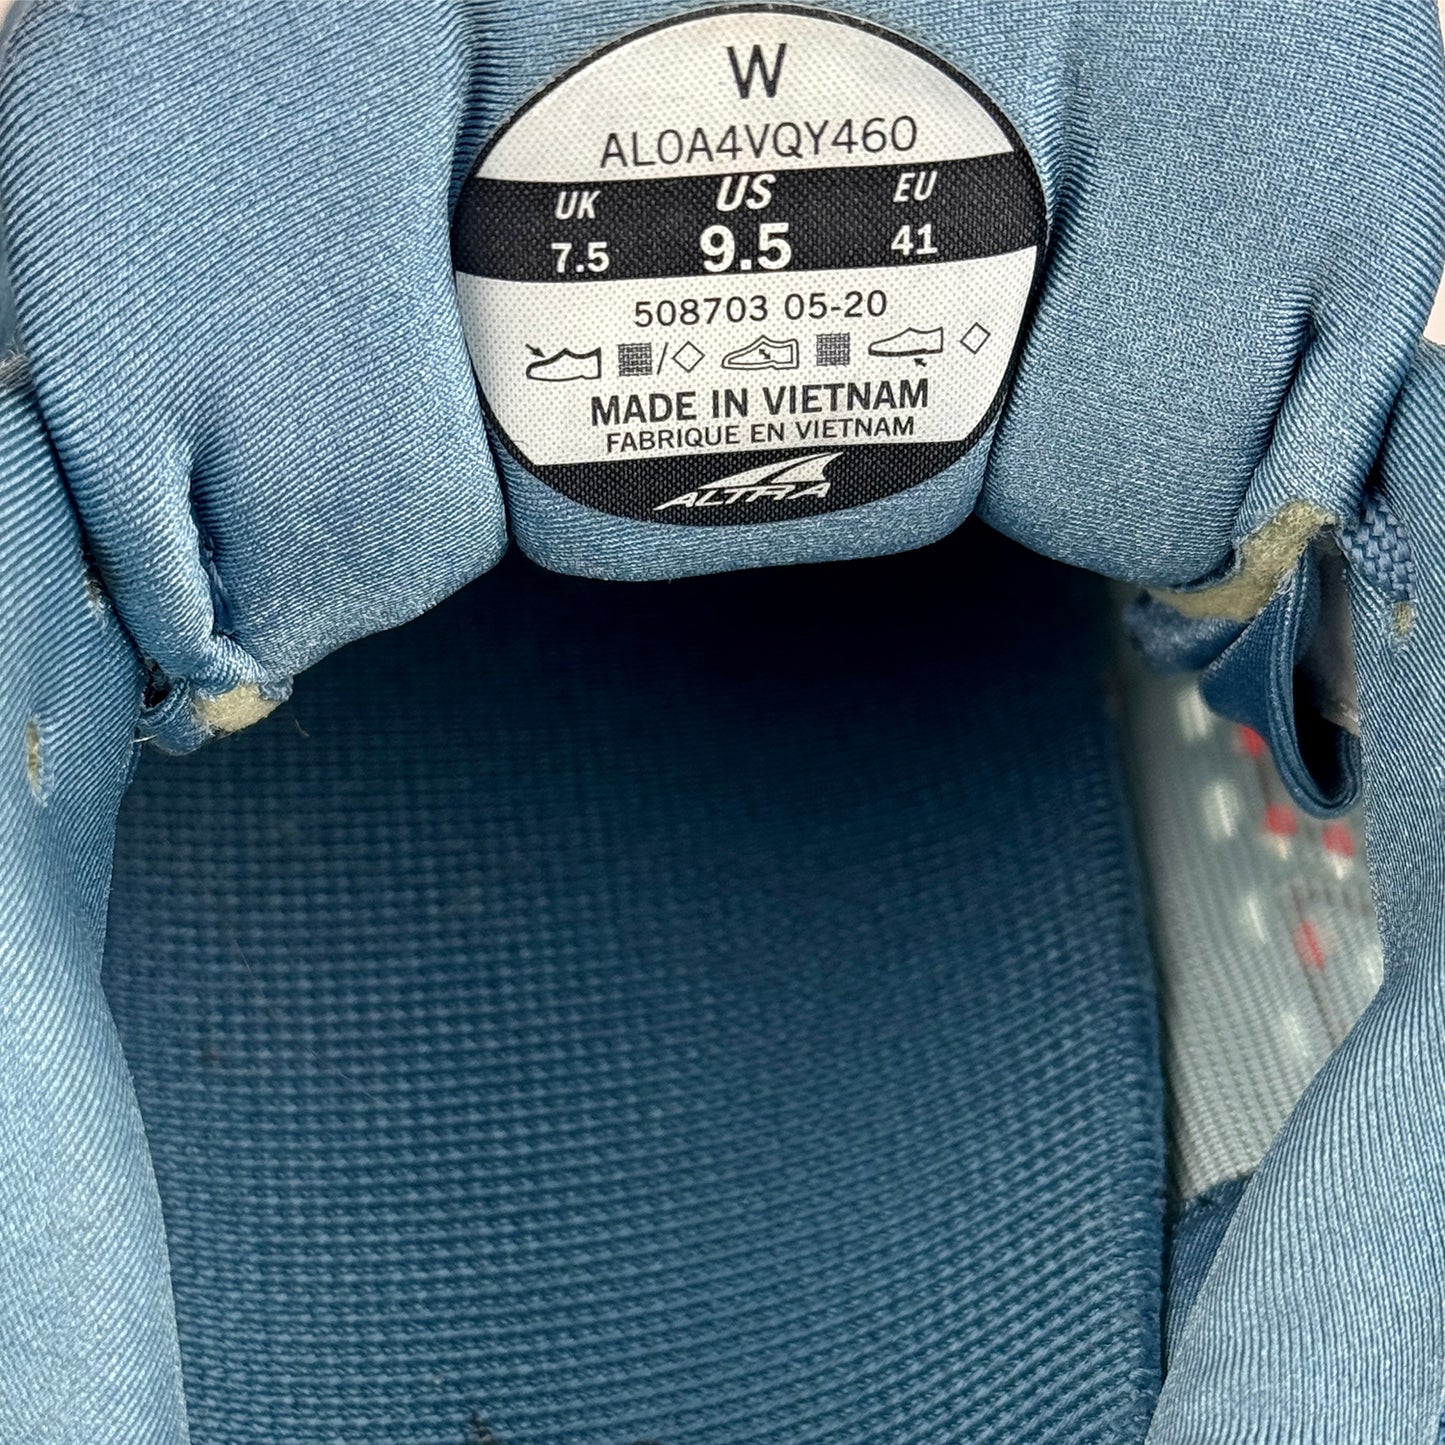 W
AL0A4VQY460
UK US EU
7.5 9.5 41
508703 05-20
MADE IN VIETNAM
FABRIQUE EN VIETNAM
ALTRA